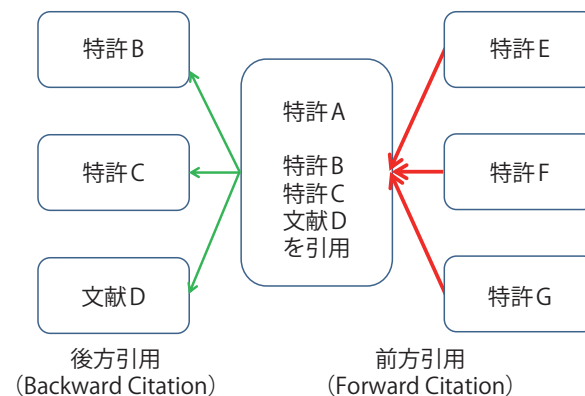 特許B
特許C
文献D
特許A
特許B
特許C
文献D
を引用
特許E
特許F
特許G
後方引用
（Backward Citation）
前方引用
（Forward Citation）